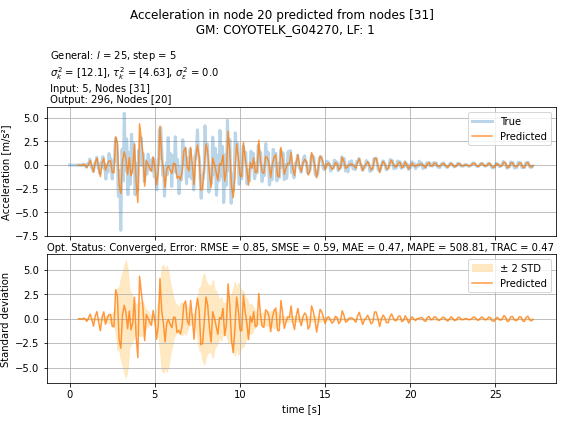 Acceleration in node 20 predicted from nodes [31]
GM: COYOTELK_G04270, LF: 1
General: l = 25, step = 5
σ²ₖ = [12.1], τ²ₖ = [4.63], σ²ε = 0.0
Input: 5, Nodes [31]
Output: 296, Nodes [20]
5.0
2.5
0.0
−2.5
−5.0
−7.5
Acceleration [m/s²]
True
Predicted
Opt. Status: Converged, Error: RMSE = 0.85, SMSE = 0.59, MAE = 0.47, MAPE = 508.81, TRAC = 0.47
5.0
2.5
0.0
−2.5
−5.0
Standard deviation
± 2 STD
Predicted
0 5 10 15 20 25
time [s]